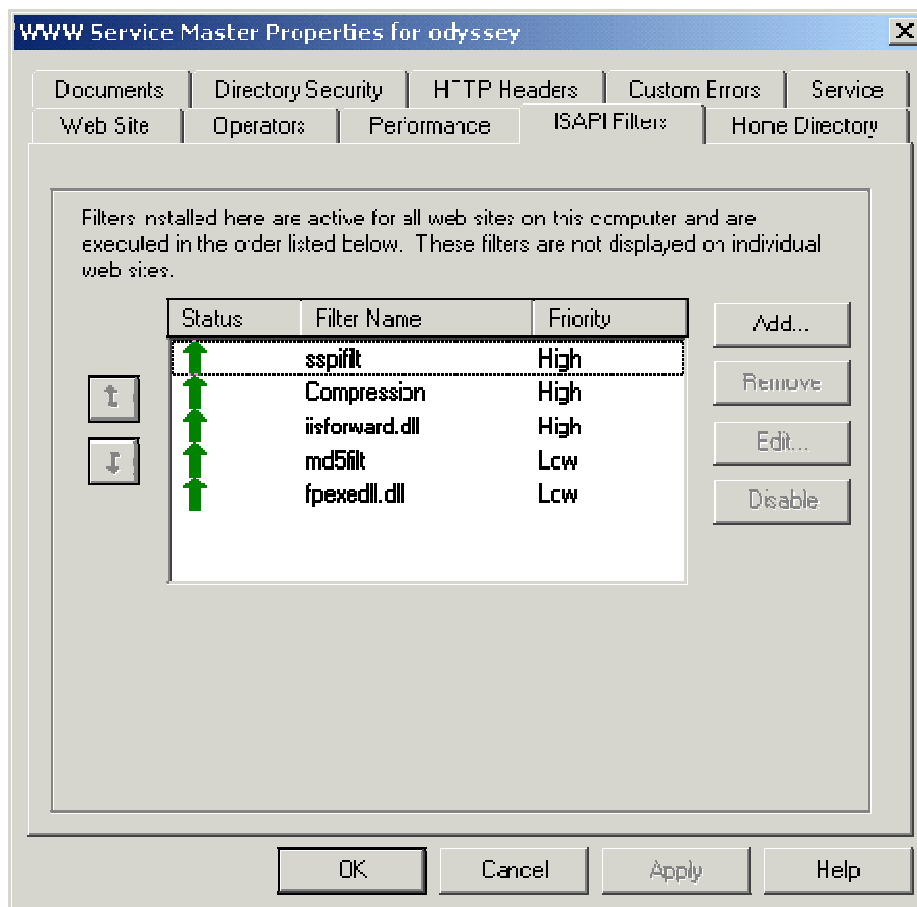 WWW Service Master Properties for odyssey
Documents Directory Security HTTP Headers Custom Errors Service
Web Site Operators Performance ISAPI Filters Home Directory
Filters installed here are active for all web sites on this computer and are
executed in the order listed below. These filters are not displayed on individual
web sites.
Status Filter Name Priority
sspifilt High
Compression High
iisforward.dll High
md5filt Low
fpexedll.dll Low
Add...
Remove
Edit...
Disable
OK Cancel Apply Help